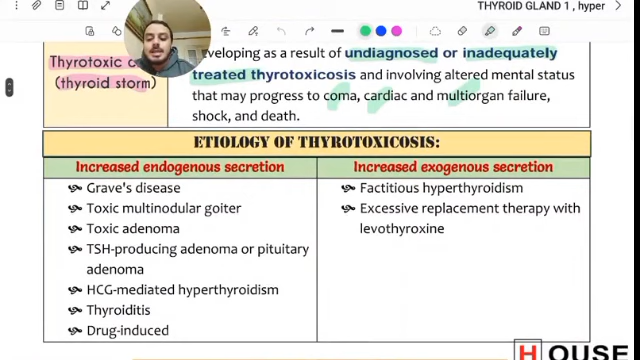 THYROID GLAND 1 , hyper
developing as a result of undiagnosed or inadequately
Thyrotoxic
treated thyrotoxicosis and involving altered mental status
(thyroid storm)
that may progress to coma, cardiac and multiorgan failure,
shock, and death.
ETIOLOGY OF THYROTOXICOSIS:
Increased endogenous secretion
Increased exogenous secretion
Grave's disease
Toxic multinodular goiter
Toxic adenoma
TSH-producing adenoma or pituitary
adenoma
HCG-mediated hyperthyroidism
Thyroiditis
Drug-induced
Factitious hyperthyroidism
Excessive replacement therapy with
levothyroxine
HOUSE